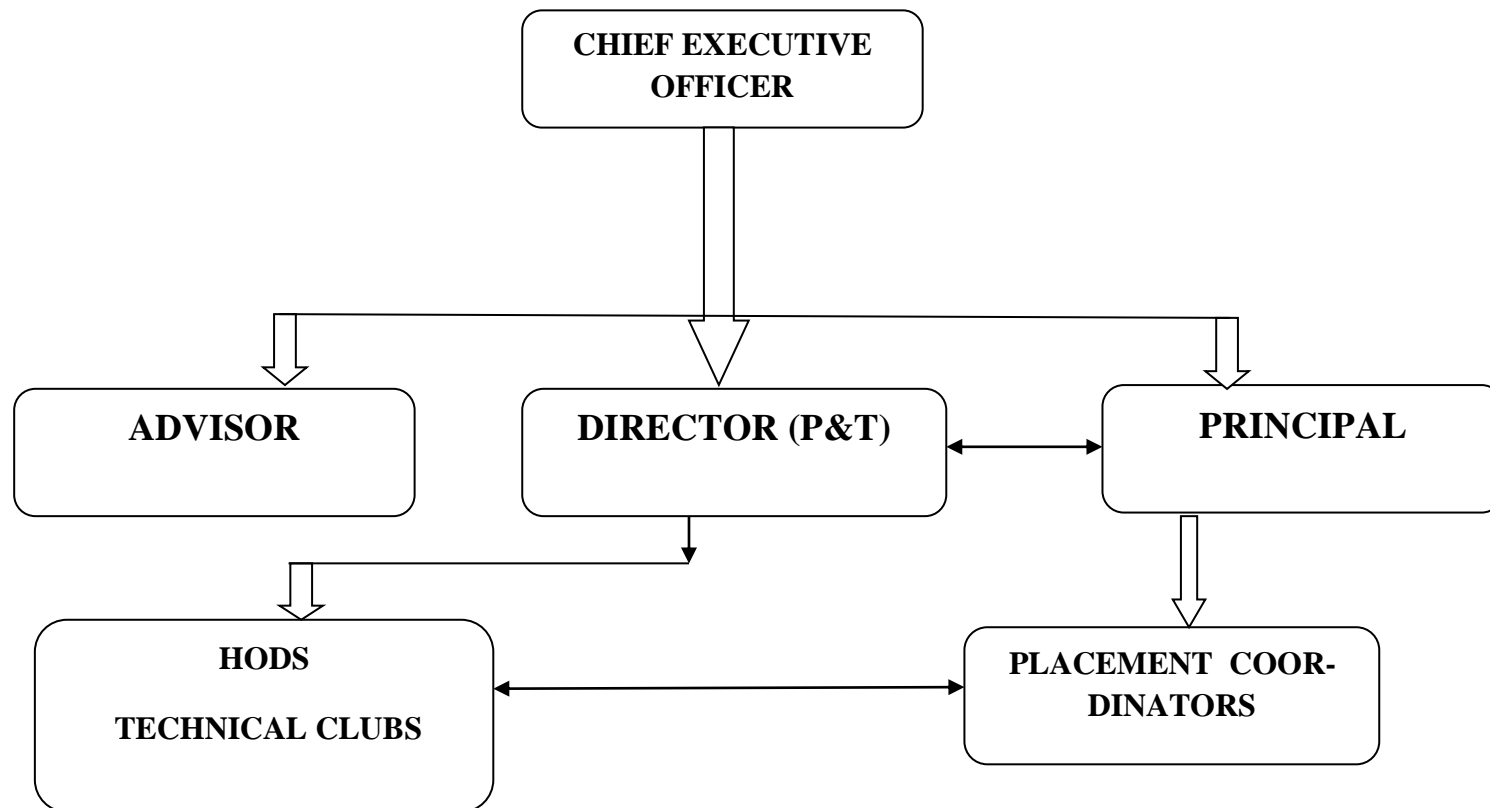 CHIEF EXECUTIVE
OFFICER
ADVISOR
DIRECTOR (P&T)
PRINCIPAL
HODS
TECHNICAL CLUBS
PLACEMENT COOR-
DINATORS